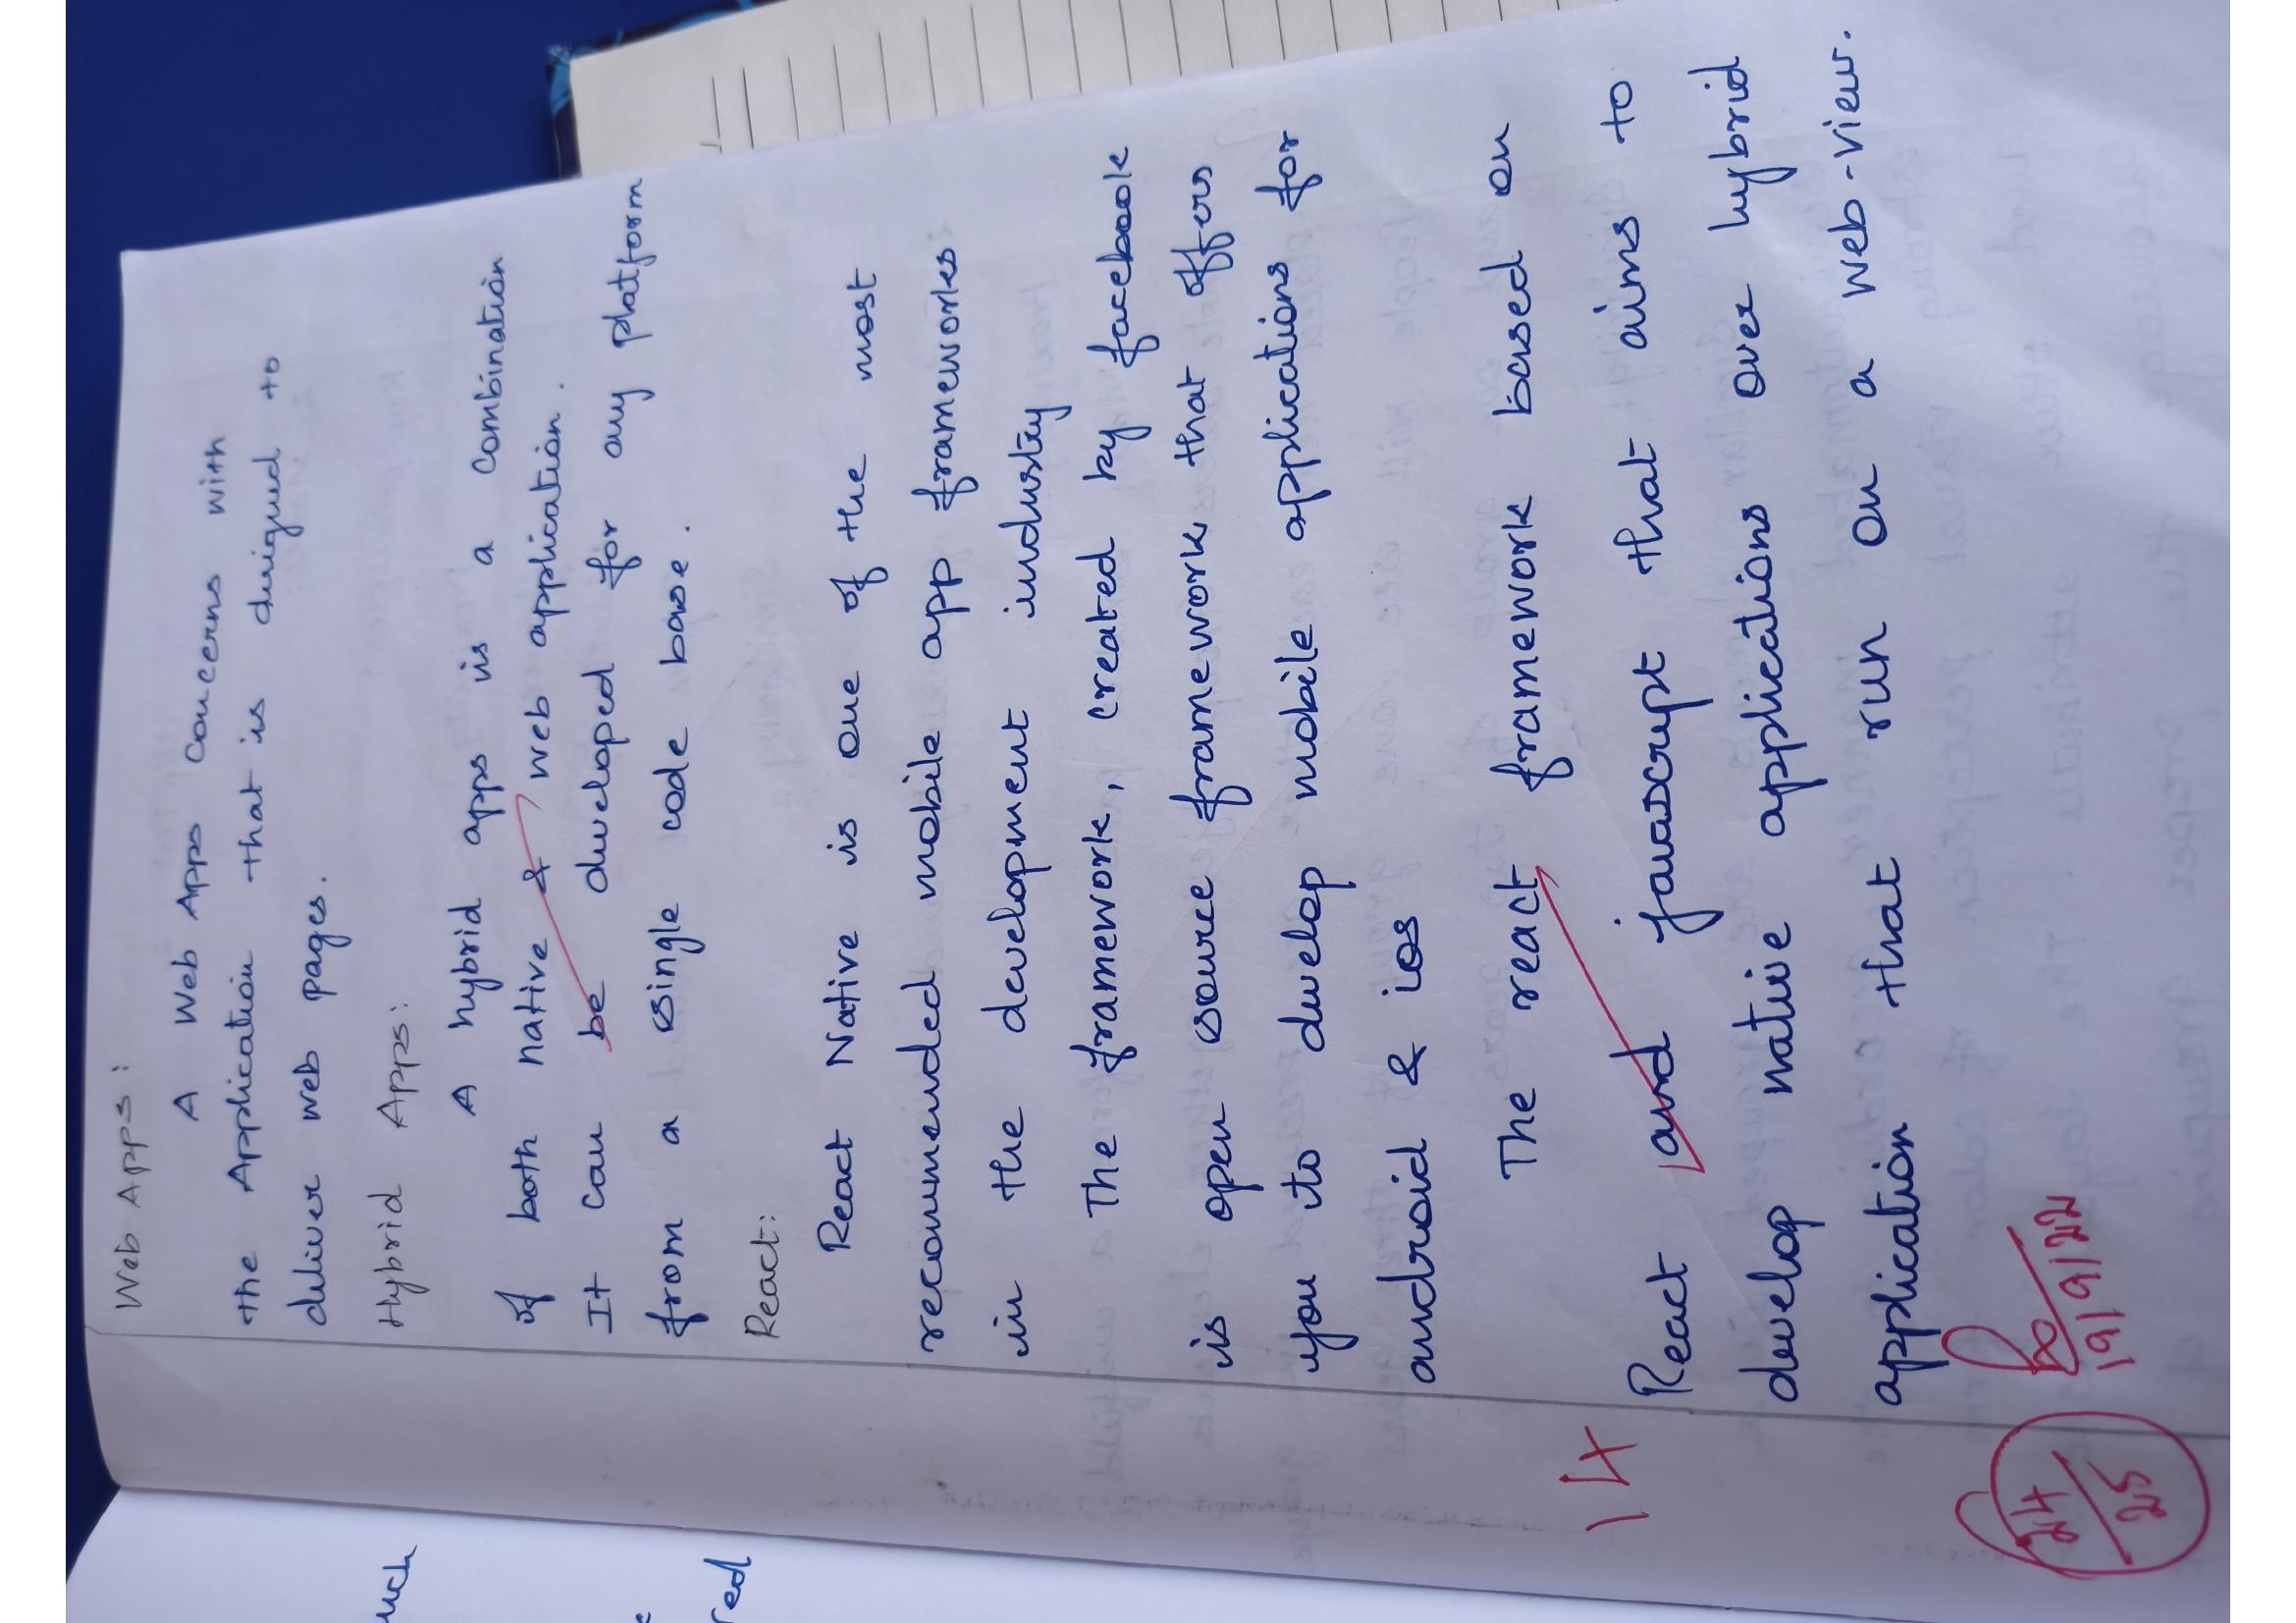 Web Apps:
A Web Apps concerns with
the Application that is designed to
deliver web pages.
Hybrid Apps:
A hybrid apps is a combination
of both native & web application.
It can be developed for any platform
from a single code base.
React:
React Native is one of the most
recommended mobile app frameworks
in the development industry
The framework, created by facebook
is open source framework that offers
you to develop mobile applications for
android & ios
The react framework based on
14
React and javascript that aims to
develop native applications over hybrid
application that run on a web-view.
24/25
19/9/22
uch
red